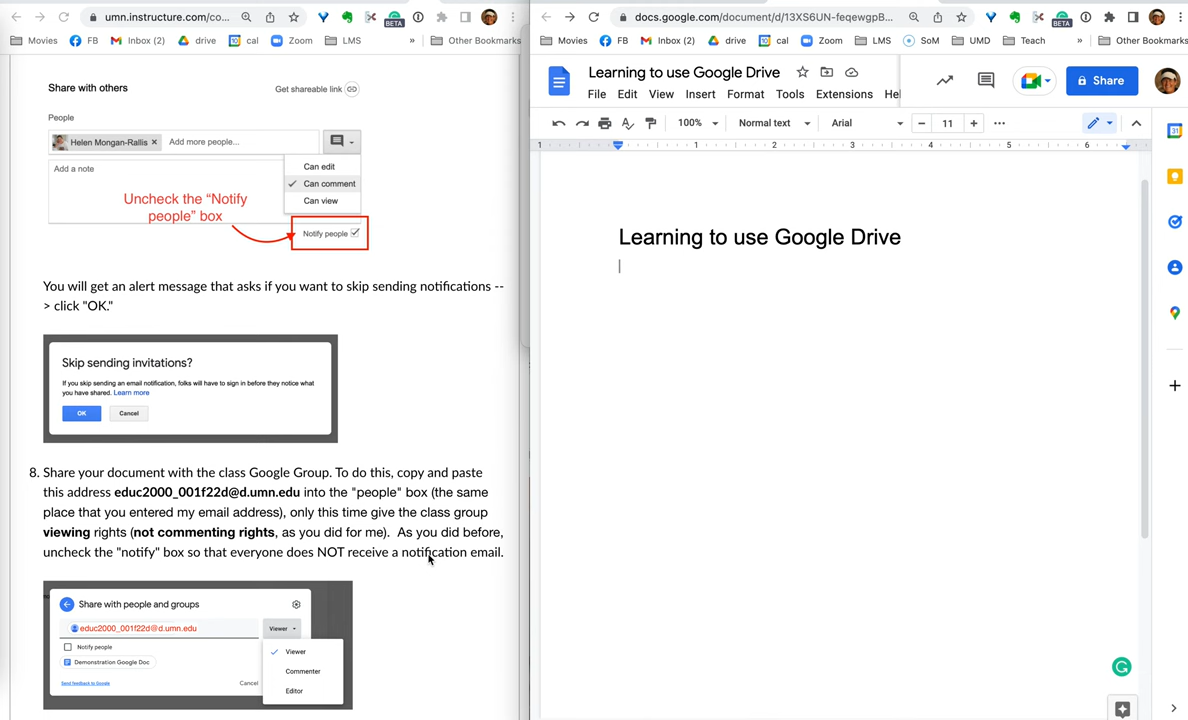 umn.instructure.com/co...
BETA
Movies FB Inbox (2) drive cal Zoom LMS » Other Bookmarks
Share with others
Get shareable link
People
Helen Mongan-Rallis × Add more people...
Add a note
Can edit
Can comment
Can view
Uncheck the “Notify
people” box
Notify people
You will get an alert message that asks if you want to skip sending notifications --
> click "OK."
Skip sending invitations?
If you skip sending an email notification, folks will have to sign in before they notice what
you have shared. Learn more
OK Cancel
8. Share your document with the class Google Group. To do this, copy and paste
this address educ2000_001f22d@d.umn.edu into the "people" box (the same
place that you entered my email address), only this time give the class group
viewing rights (not commenting rights, as you did for me). As you did before,
uncheck the "notify" box so that everyone does NOT receive a notification email.
Share with people and groups
educ2000_001f22d@d.umn.edu
Viewer
Notify people
Demonstration Google Doc
Send feedback to Google
Cancel
Viewer
Commenter
Editor
docs.google.com/document/d/13XS6UN-feqewgpB...
BETA
Movies FB Inbox (2) drive cal Zoom LMS SoM UMD Teach » Other Bookmarks
Learning to use Google Drive
File Edit View Insert Format Tools Extensions Hel
Share
100% Normal text Arial − 11 +
1 1 2 3 4 5 6
Learning to use Google Drive